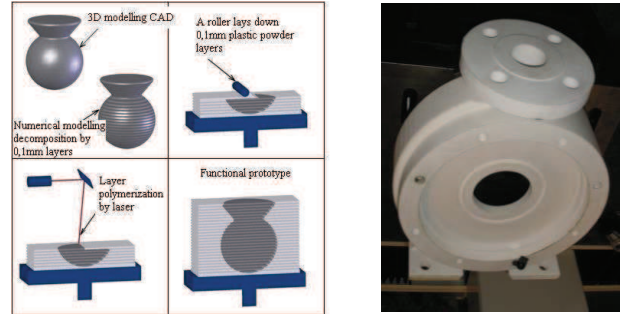 3D modelling CAD
Numerical modelling
decomposition by
0,1mm layers
A roller lays down
0,1mm plastic powder
layers
Layer
polymerization
by laser
Functional prototype